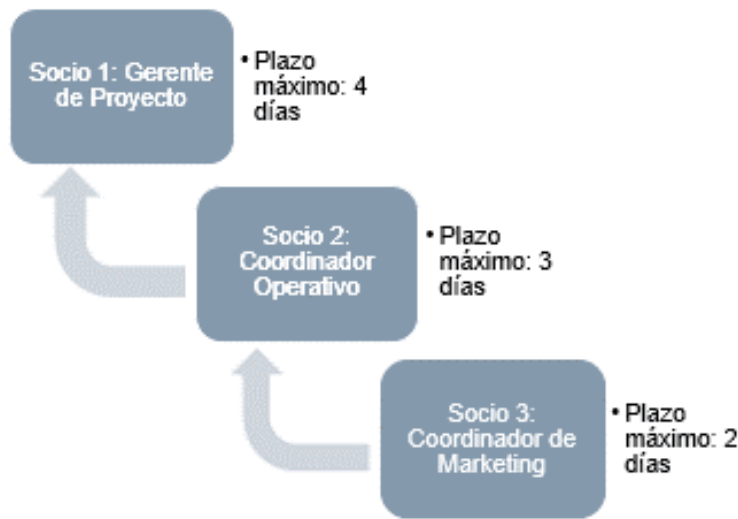 Socio 1: Gerente
de Proyecto
• Plazo
máximo: 4
días
Socio 2:
Coordinador
Operativo
• Plazo
máximo: 3
días
Socio 3:
Coordinador de
Marketing
• Plazo
máximo: 2
días